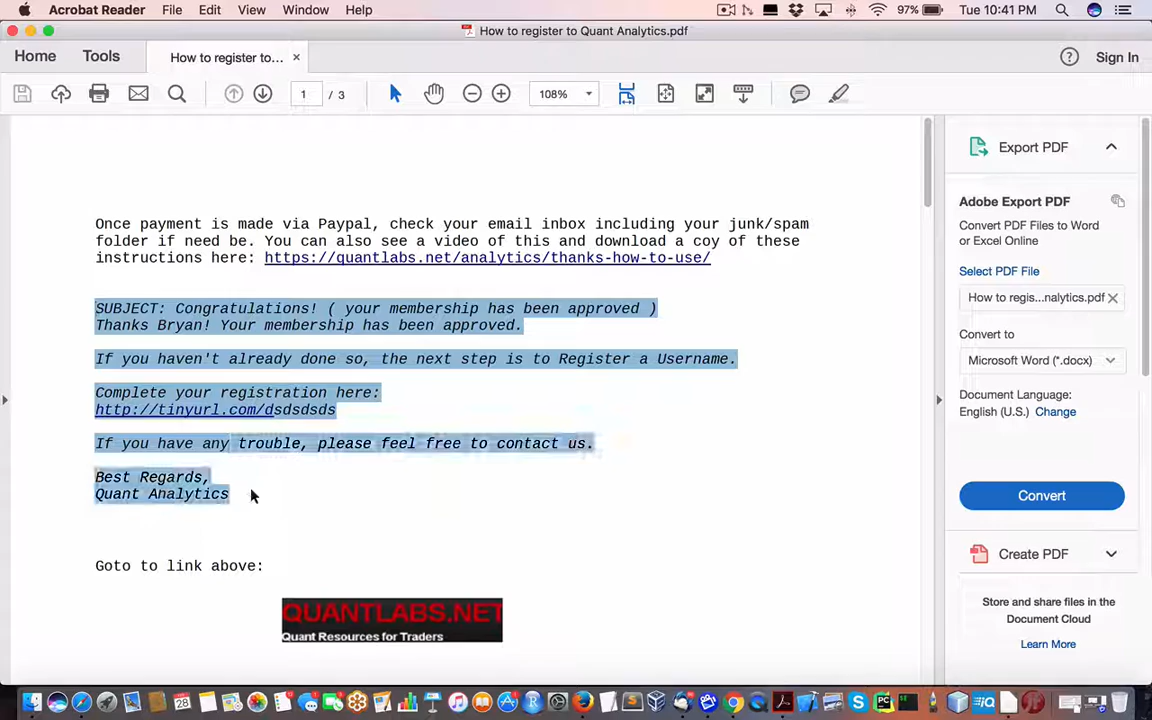 Acrobat Reader File Edit View Window Help 97% Tue 10:41 PM
How to register to Quant Analytics.pdf
Home Tools How to register to... × ? Sign In
1 / 3 108%
Once payment is made via Paypal, check your email inbox including your junk/spam
folder if need be. You can also see a video of this and download a coy of these
instructions here: https://quantlabs.net/analytics/thanks-how-to-use/
SUBJECT: Congratulations! ( your membership has been approved )
Thanks Bryan! Your membership has been approved.
If you haven't already done so, the next step is to Register a Username.
Complete your registration here:
http://tinyurl.com/dsdsdsds
If you have any trouble, please feel free to contact us.
Best Regards,
Quant Analytics
Goto to link above:
QUANTLABS.NET
Quant Resources for Traders
Export PDF
Adobe Export PDF
Convert PDF Files to Word
or Excel Online
Select PDF File
How to regis...nalytics.pdf ×
Convert to
Microsoft Word (*.docx)
Document Language:
English (U.S.) Change
Convert
Create PDF
Store and share files in the
Document Cloud
Learn More